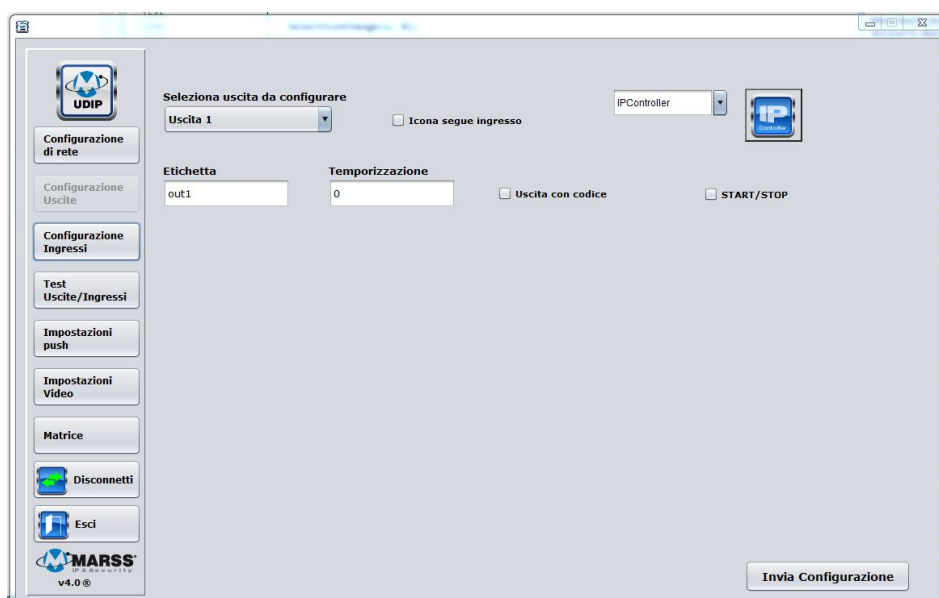 UDIP
Configurazione
di rete
Configurazione
Uscite
Configurazione
Ingressi
Test
Uscite/Ingressi
Impostazioni
push
Impostazioni
Video
Matrice
Disconnetti
Esci
MARSS
IP & Security
v4.0 ®
Seleziona uscita da configurare
Uscita 1
Icona segue ingresso
IPController
IP
Controller
Etichetta
Temporizzazione
out1
0
Uscita con codice
START/STOP
Invia Configurazione